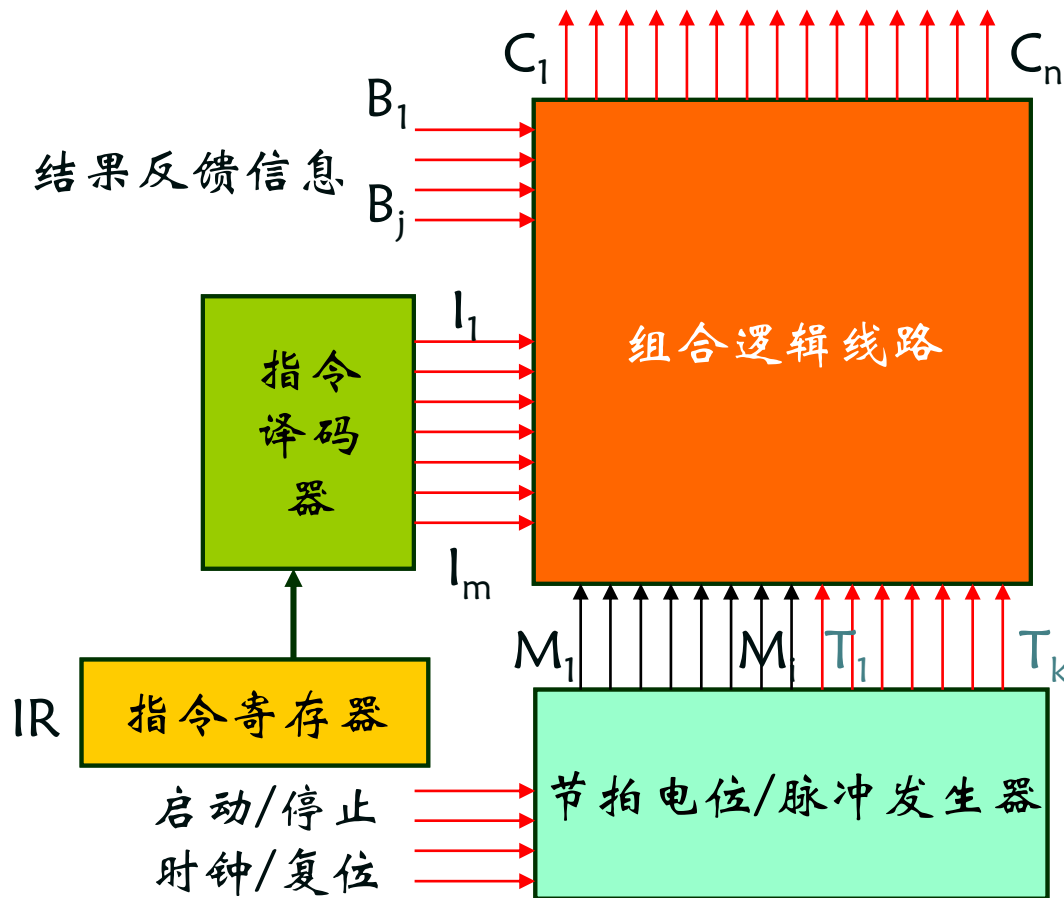 C1
Cn
B1
结果反馈信息
Bj
I1
组合逻辑线路
指令
译码
器
Im
M1
Mi
T1
Tk
IR
指令寄存器
节拍电位/脉冲发生器
启动/停止
时钟/复位